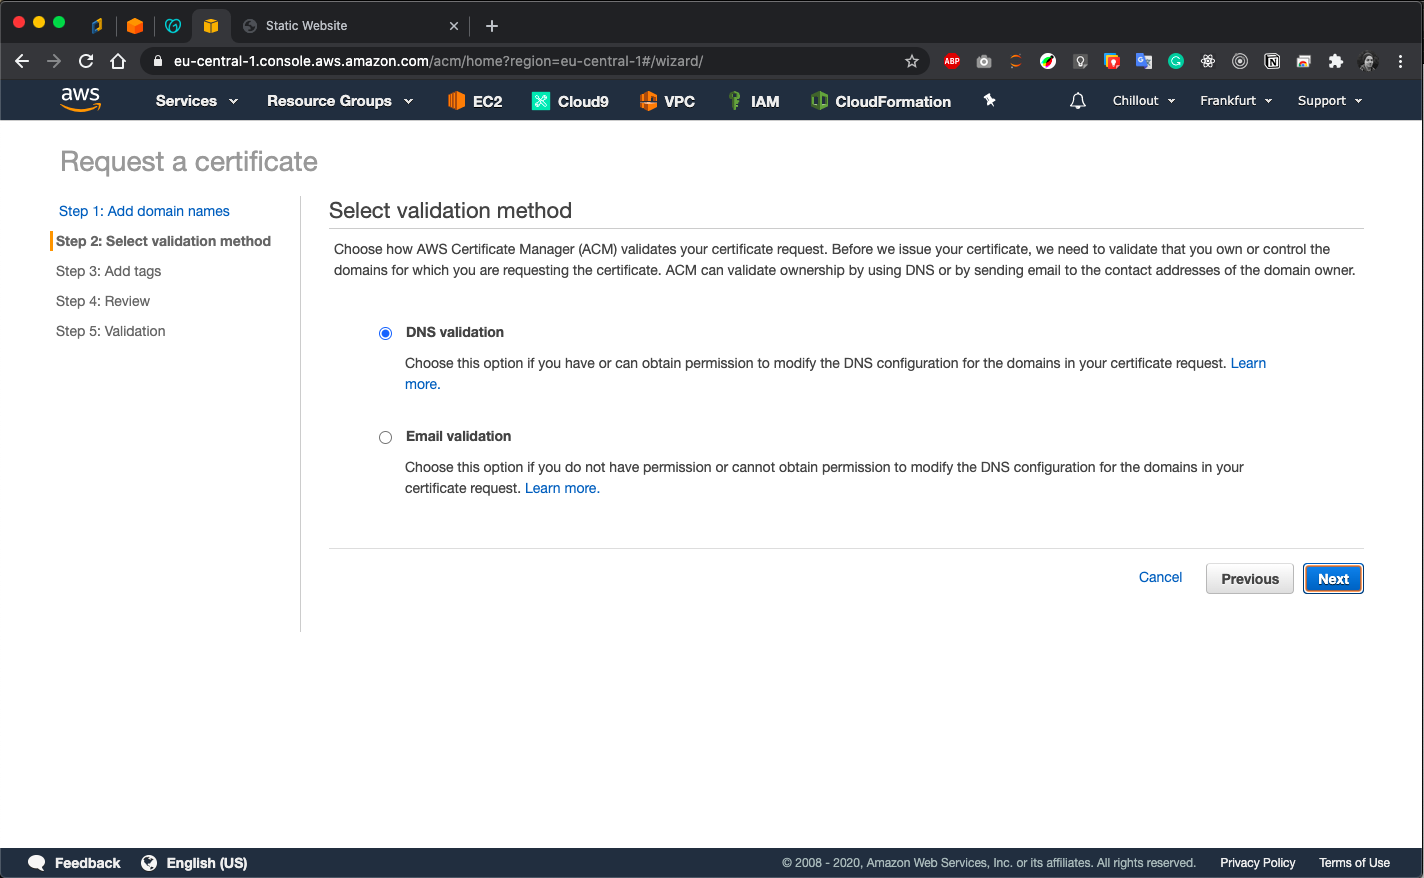 Static Website
eu-central-1.console.aws.amazon.com/acm/home?region=eu-central-1#/wizard/
ABP
aws
Services
Resource Groups
EC2
Cloud9
VPC
IAM
CloudFormation
Chillout
Frankfurt
Support
Request a certificate
Step 1: Add domain names
Step 2: Select validation method
Step 3: Add tags
Step 4: Review
Step 5: Validation
Select validation method
Choose how AWS Certificate Manager (ACM) validates your certificate request. Before we issue your certificate, we need to validate that you own or control the
domains for which you are requesting the certificate. ACM can validate ownership by using DNS or by sending email to the contact addresses of the domain owner.
DNS validation
Choose this option if you have or can obtain permission to modify the DNS configuration for the domains in your certificate request. Learn
more.
Email validation
Choose this option if you do not have permission or cannot obtain permission to modify the DNS configuration for the domains in your
certificate request. Learn more.
Cancel
Previous
Next
Feedback
English (US)
© 2008 - 2020, Amazon Web Services, Inc. or its affiliates. All rights reserved.
Privacy Policy
Terms of Use